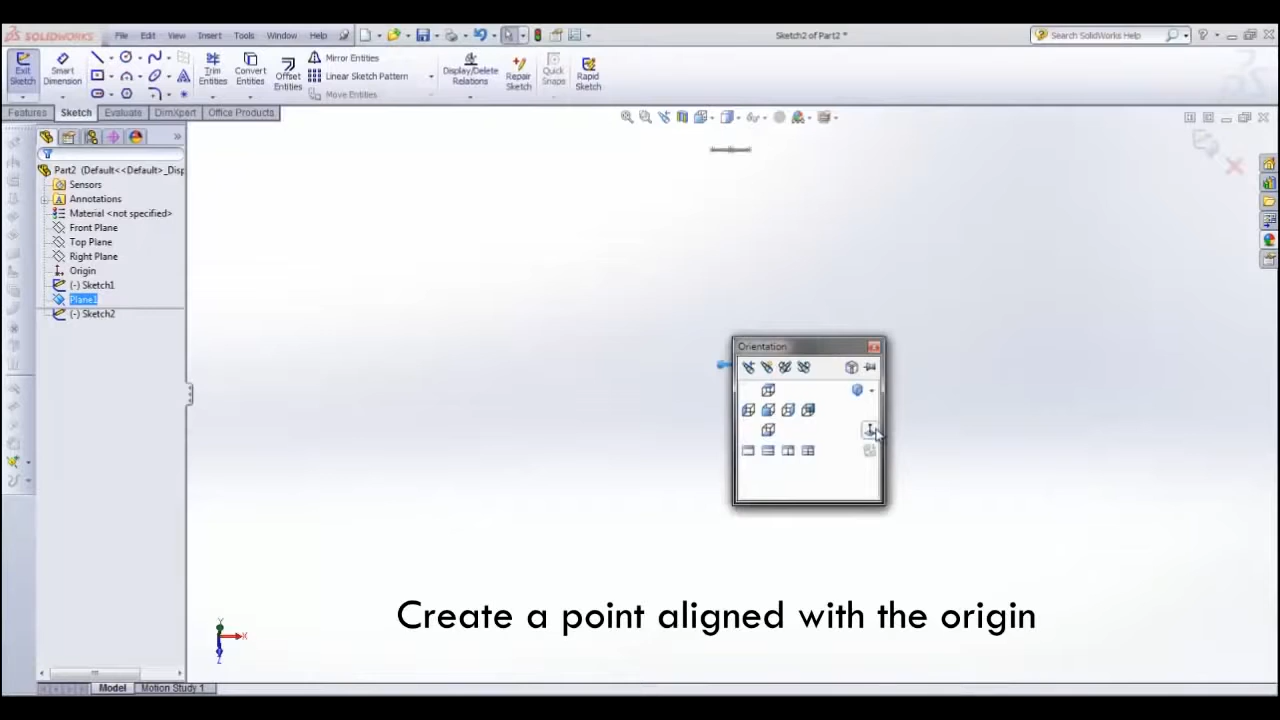 SOLIDWORKS File Edit View Insert Tools Window Help Sketch2 of Part2 * Search SolidWorks Help
Exit Sketch
Smart Dimension
Trim Entities
Convert Entities
Offset Entities
Mirror Entities
Linear Sketch Pattern
Move Entities
Display/Delete Relations
Repair Sketch
Quick Snaps
Rapid Sketch
Features Sketch Evaluate DimXpert Office Products
Part2 (Default<<Default>_Disp
Sensors
Annotations
Material <not specified>
Front Plane
Top Plane
Right Plane
Origin
(-) Sketch1
Plane1
(-) Sketch2
Orientation
Create a point aligned with the origin
Y
X
Z
Model Motion Study 1